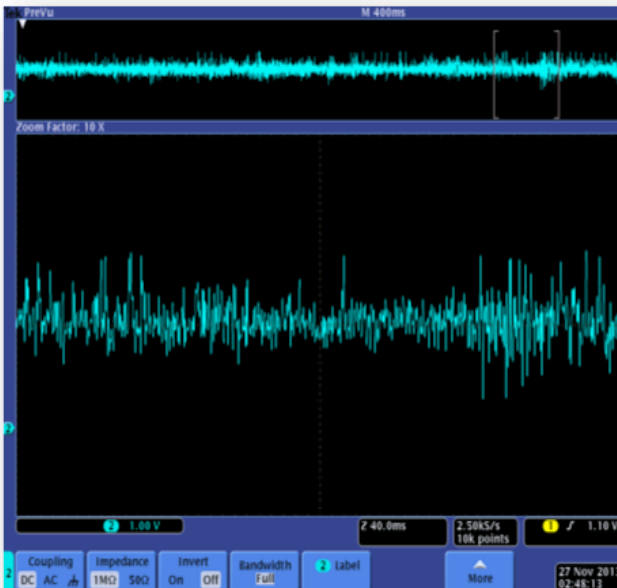 Tek PreVu M 400ms
2
Zoom Factor: 10 X
2
2 1.00 V Z 40.0ms 2.50kS/s 1 ∫ 1.10 V
10k points
2 Coupling Impedance Invert Bandwidth 2 Label More
DC AC 1MΩ 50Ω On Off Full
27 Nov 201
02:48:13